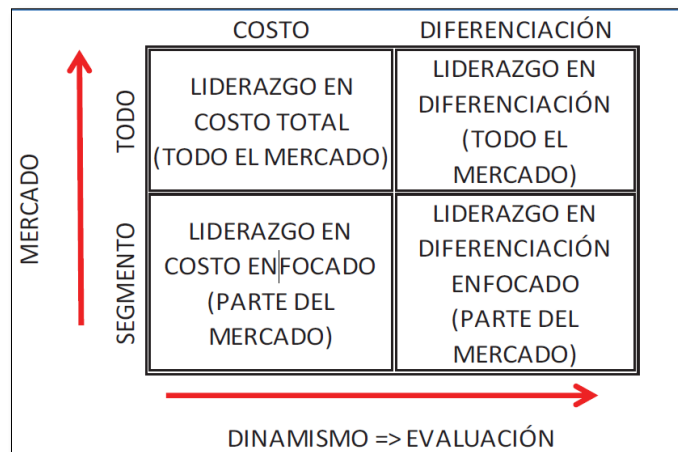 COSTO
DIFERENCIACIÓN
MERCADO
TODO
LIDERAZGO EN
COSTO TOTAL
(TODO EL MERCADO)
LIDERAZGO EN
DIFERENCIACIÓN
(TODO EL
MERCADO)
SEGMENTO
LIDERAZGO EN
COSTO ENFOCADO
(PARTE DEL
MERCADO)
LIDERAZGO EN
DIFERENCIACIÓN
ENFOCADO
(PARTE DEL
MERCADO)
DINAMISMO => EVALUACIÓN